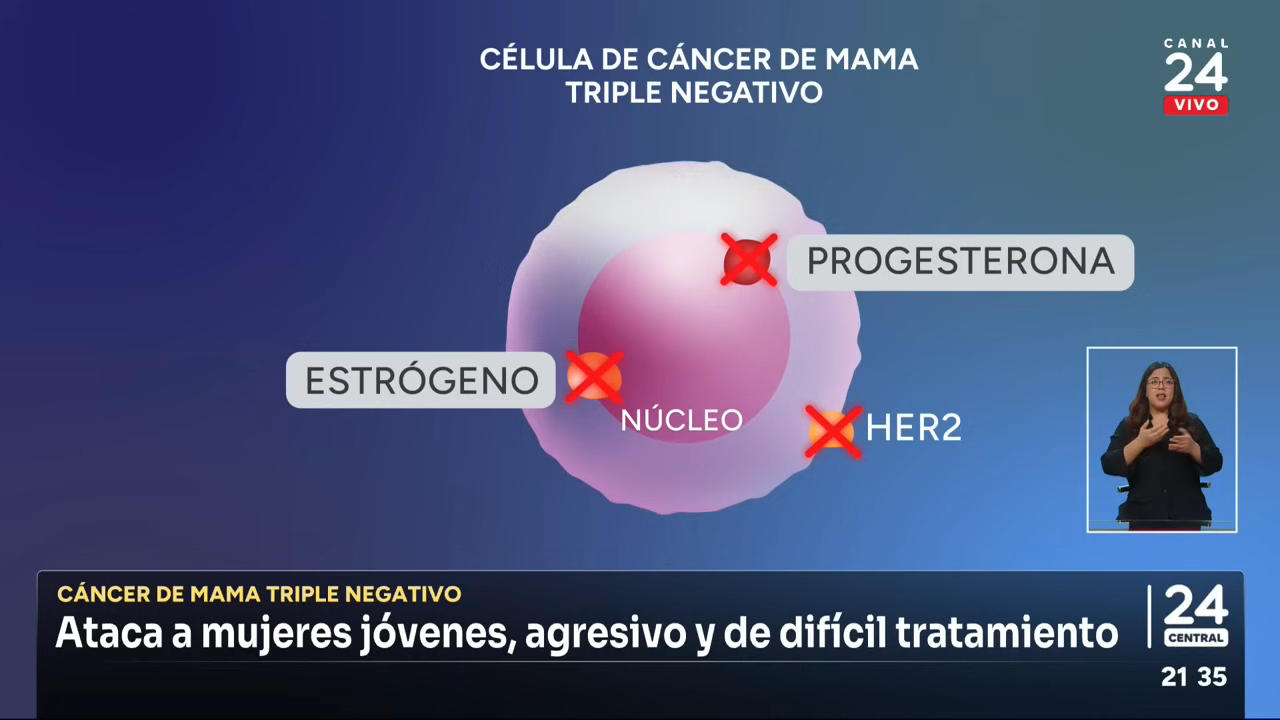 CÉLULA DE CÁNCER DE MAMA
TRIPLE NEGATIVO
CANAL
24
VIVO
PROGESTERONA
ESTRÓGENO
NÚCLEO
HER2
CÁNCER DE MAMA TRIPLE NEGATIVO
Ataca a mujeres jóvenes, agresivo y de difícil tratamiento
24
CENTRAL
21 35